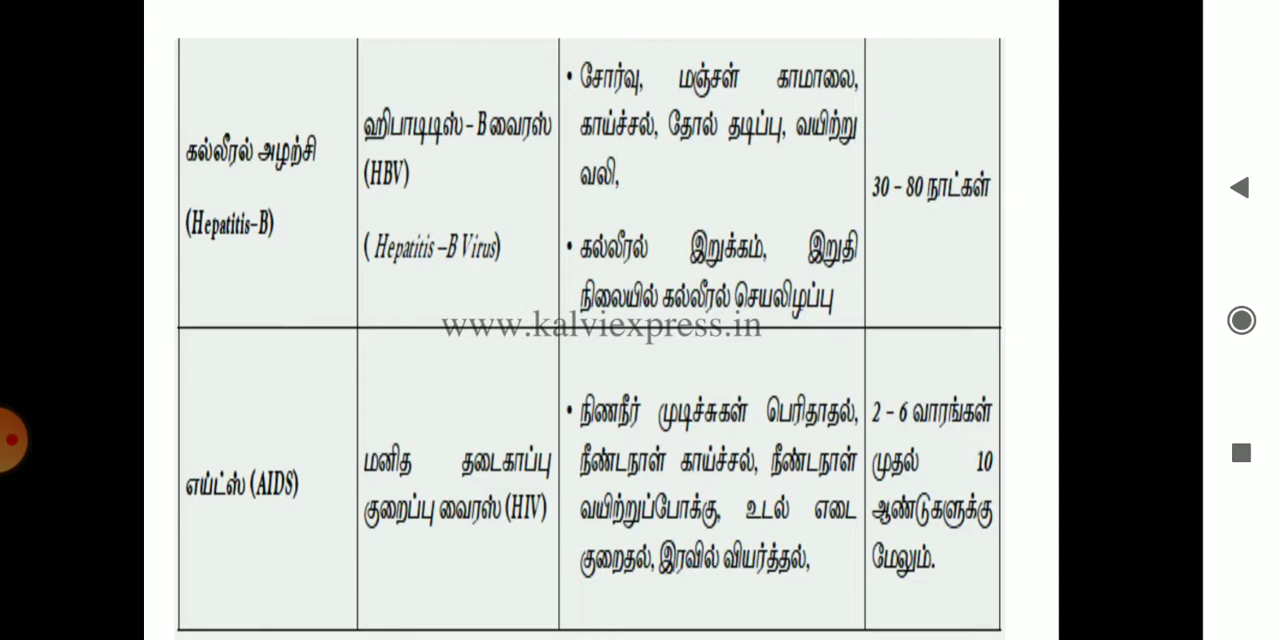 கல்லீரல் அழற்சி
(Hepatitis-B)
ஹிபாடிடிஸ் – B வைரஸ்
(HBV)
( Hepatitis –B Virus)
• சோர்வு, மஞ்சள் காமாலை,
காய்ச்சல், தோல் தடிப்பு, வயிற்று
வலி,
• கல்லீரல் இறுக்கம், இறுதி
நிலையில் கல்லீரல் செயலிழப்பு
30 – 80 நாட்கள்
www.kalviexpress.in
எய்ட்ஸ் (AIDS)
மனித தடைகாப்பு
குறைப்பு வைரஸ் (HIV)
• நிணநீர் முடிச்சுகள் பெரிதாதல்,
நீண்டநாள் காய்ச்சல், நீண்டநாள்
வயிற்றுப்போக்கு, உடல் எடை
குறைதல், இரவில் வியர்த்தல்,
2 – 6 வாரங்கள்
முதல் 10
ஆண்டுகளுக்கு
மேலும்.